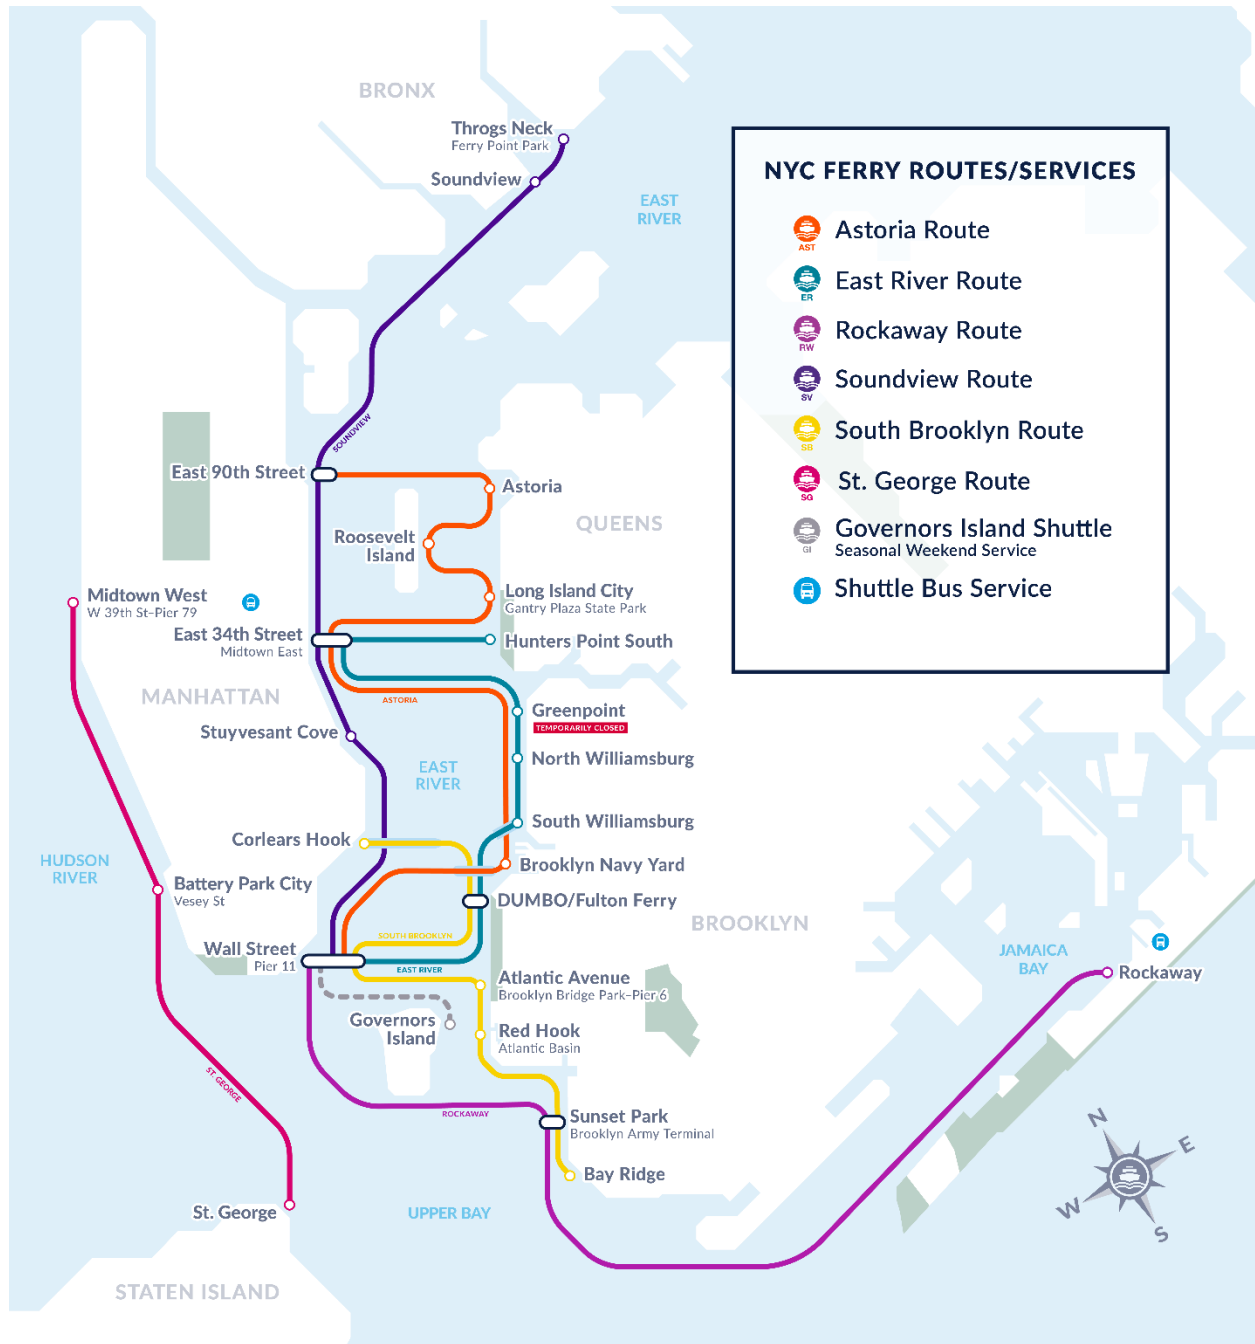 BRONX
Throgs Neck
Ferry Point Park
Soundview
EAST
RIVER
NYC FERRY ROUTES/SERVICES
AST
Astoria Route
ER
East River Route
RW
Rockaway Route
SV
Soundview Route
SB
South Brooklyn Route
SG
St. George Route
GI
Governors Island Shuttle
Seasonal Weekend Service
Shuttle Bus Service
SOUNDVIEW
East 90th Street
Astoria
QUEENS
Roosevelt
Island
Long Island City
Gantry Plaza State Park
Midtown West
W 39th St–Pier 79
East 34th Street
Midtown East
Hunters Point South
MANHATTAN
ASTORIA
Greenpoint
TEMPORARILY CLOSED
Stuyvesant Cove
North Williamsburg
EAST
RIVER
South Williamsburg
Corlears Hook
HUDSON
RIVER
Brooklyn Navy Yard
Battery Park City
Vesey St
DUMBO/Fulton Ferry
BROOKLYN
SOUTH BROOKLYN
Wall Street
Pier 11
EAST RIVER
JAMAICA
BAY
Rockaway
Atlantic Avenue
Brooklyn Bridge Park–Pier 6
Governors
Island
Red Hook
Atlantic Basin
ST. GEORGE
ROCKAWAY
Sunset Park
Brooklyn Army Terminal
Bay Ridge
N
E
W
S
St. George
UPPER BAY
STATEN ISLAND